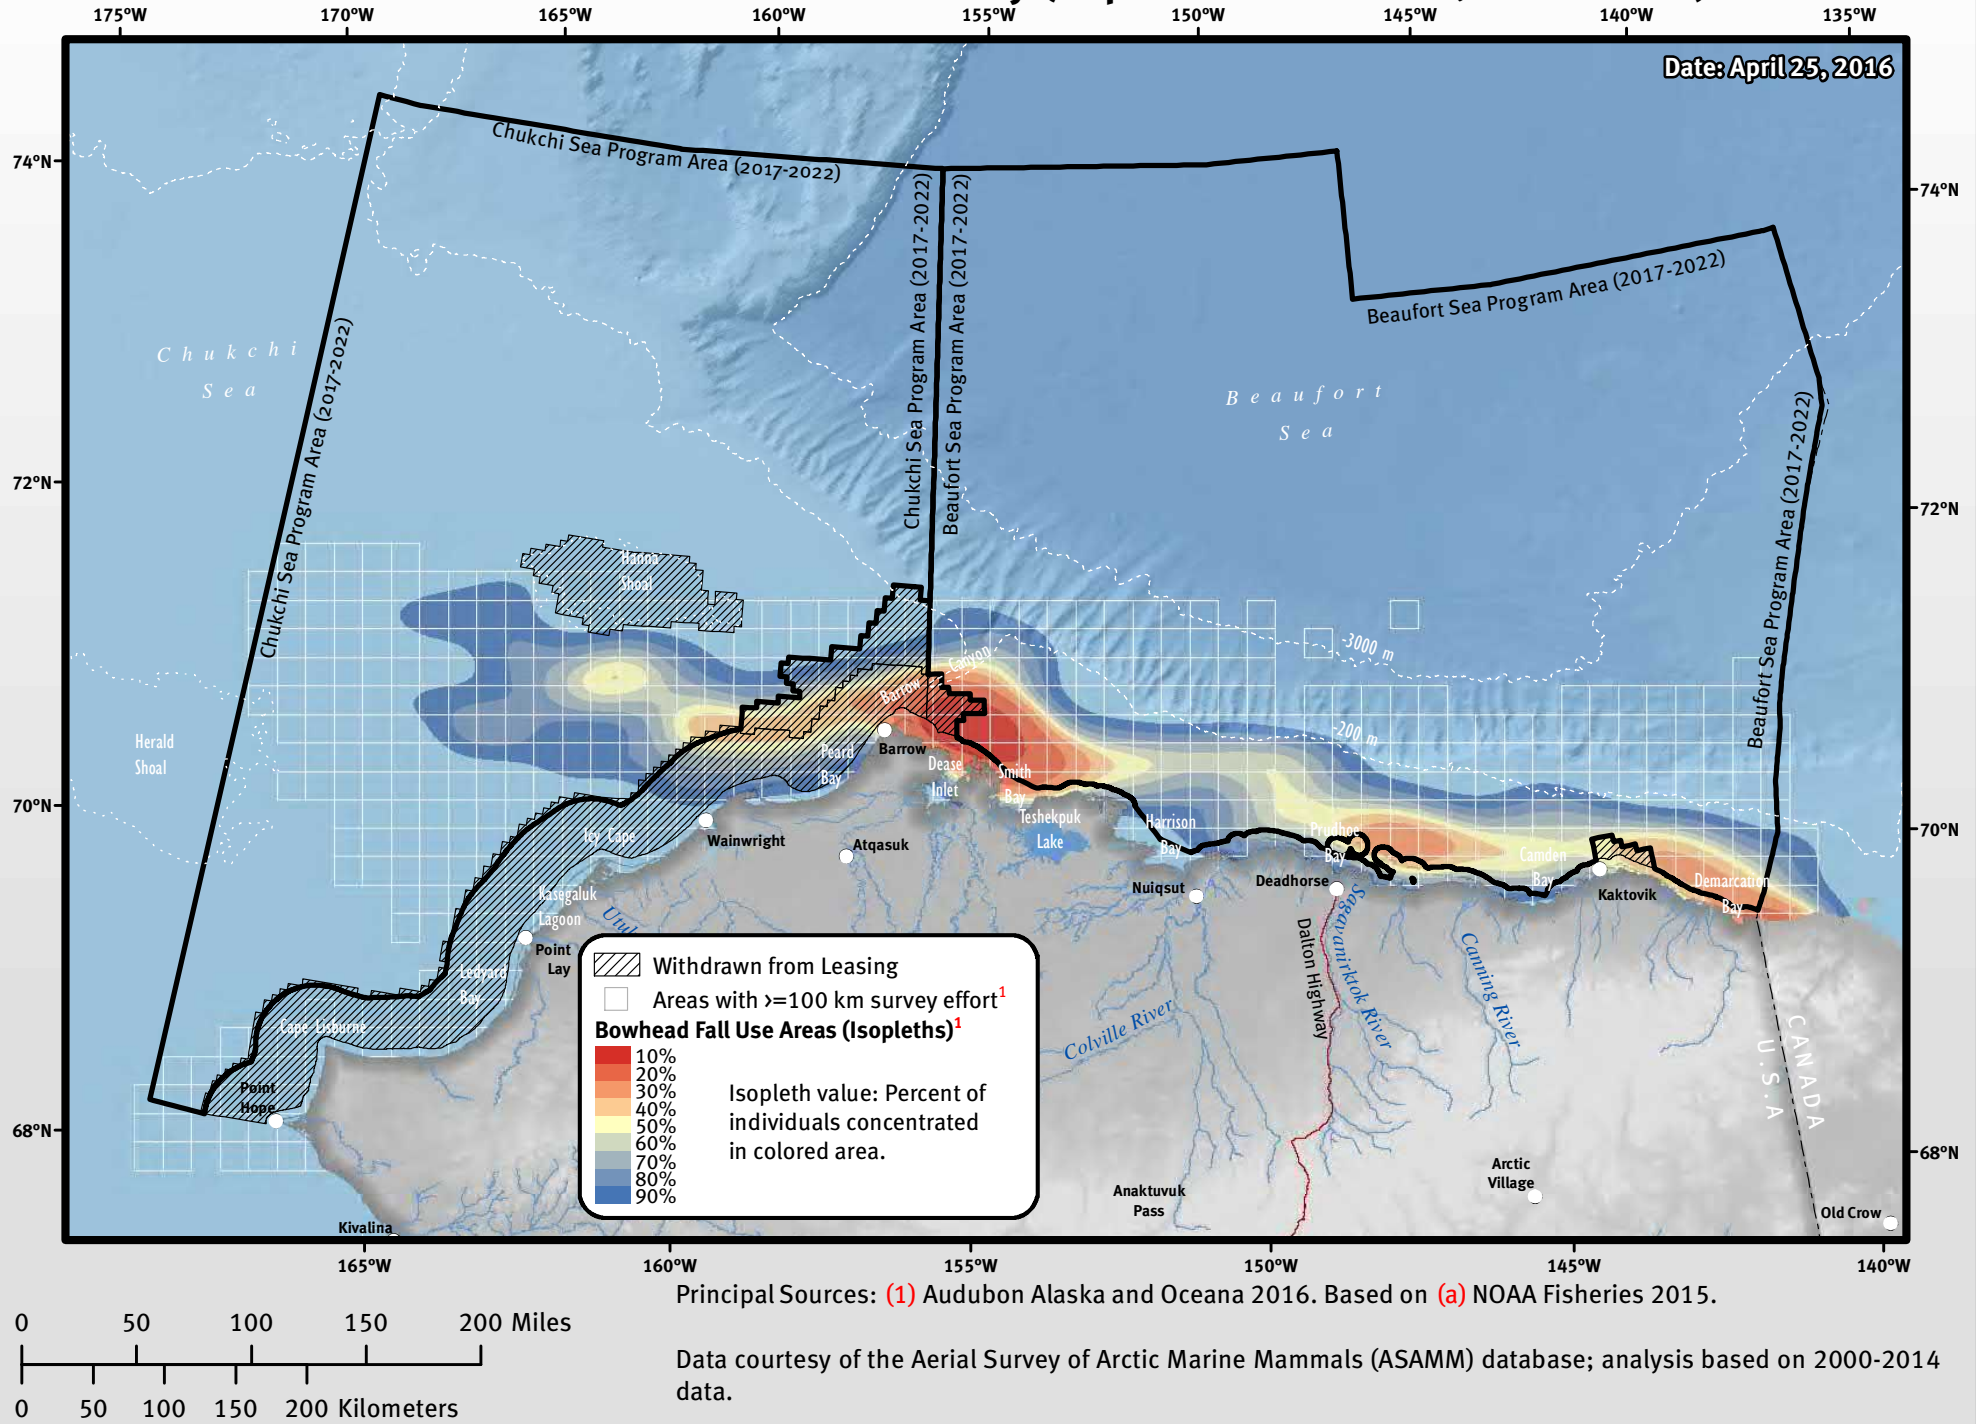 175°W 170°W 165°W 160°W 155°W 150°W 145°W 140°W 135°W
Date: April 25, 2016
74°N
74°N
72°N
72°N
70°N
70°N
68°N
68°N
Chukchi Sea Program Area (2017-2022)
Chukchi Sea Program Area (2017-2022)
Chukchi Sea Program Area (2017-2022)
Beaufort Sea Program Area (2017-2022)
Beaufort Sea Program Area (2017-2022)
Beaufort Sea Program Area (2017-2022)
Beaufort Sea Program Area (2017-2022)
Chukchi
Sea
Beaufort
Sea
Hanna
Shoal
Herald
Shoal
-3000 m
-200 m
Barrow Canyon
Barrow
Peard
Bay
Dease
Inlet
Smith
Bay
Teshekpuk
Lake
Harrison
Bay
Prudhoe
Bay
Camden
Bay
Demarcation
Bay
Kaktovik
Wainwright
Atqasuk
Icy Cape
Kasegaluk
Lagoon
Point
Lay
Ledyard
Bay
Cape Lisburne
Point
Hope
Kivalina
Nuiqsut
Deadhorse
Dalton Highway
Sagavanirktok River
Canning River
Colville River
Anaktuvuk
Pass
Arctic
Village
Old Crow
CANADA
U.S.A
Withdrawn from Leasing
Areas with >=100 km survey effort1
Bowhead Fall Use Areas (Isopleths)1
10%
20%
30%
40%
50%
60%
70%
80%
90%
Isopleth value: Percent of
individuals concentrated
in colored area.
165°W 160°W 155°W 150°W 145°W 140°W
0 50 100 150 200 Miles
0 50 100 150 200 Kilometers
Principal Sources: (1) Audubon Alaska and Oceana 2016. Based on (a) NOAA Fisheries 2015.
Data courtesy of the Aerial Survey of Arctic Marine Mammals (ASAMM) database; analysis based on 2000-2014
data.